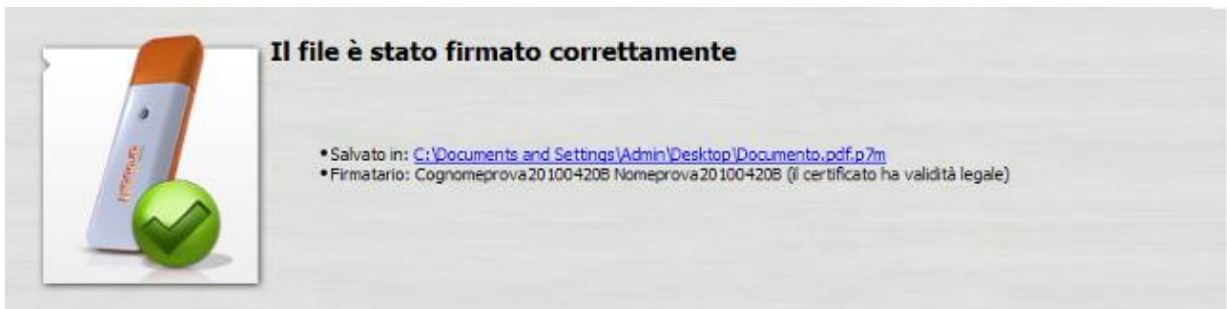 Il file è stato firmato correttamente
•Salvato in: C:\Documents and Settings\Admin\Desktop\Documento.pdf.p7m
•Firmatario: Cognomeprova20100420B Nomeprova20100420B (il certificato ha validità legale)